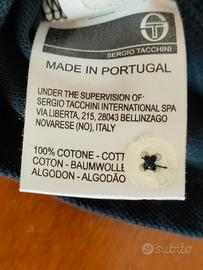 SERGIO TACCHINI
MADE IN PORTUGAL
UNDER THE SUPERVISION OF
SERGIO TACCHINI INTERNATIONAL SPA
VIA LIBERTA, 215, 28043 BELLINZAGO
NOVARESE (NO), ITALY
100% COTONE - COTT
COTON - BAUMWOLLE
ALGODON - ALGODÃO
subito